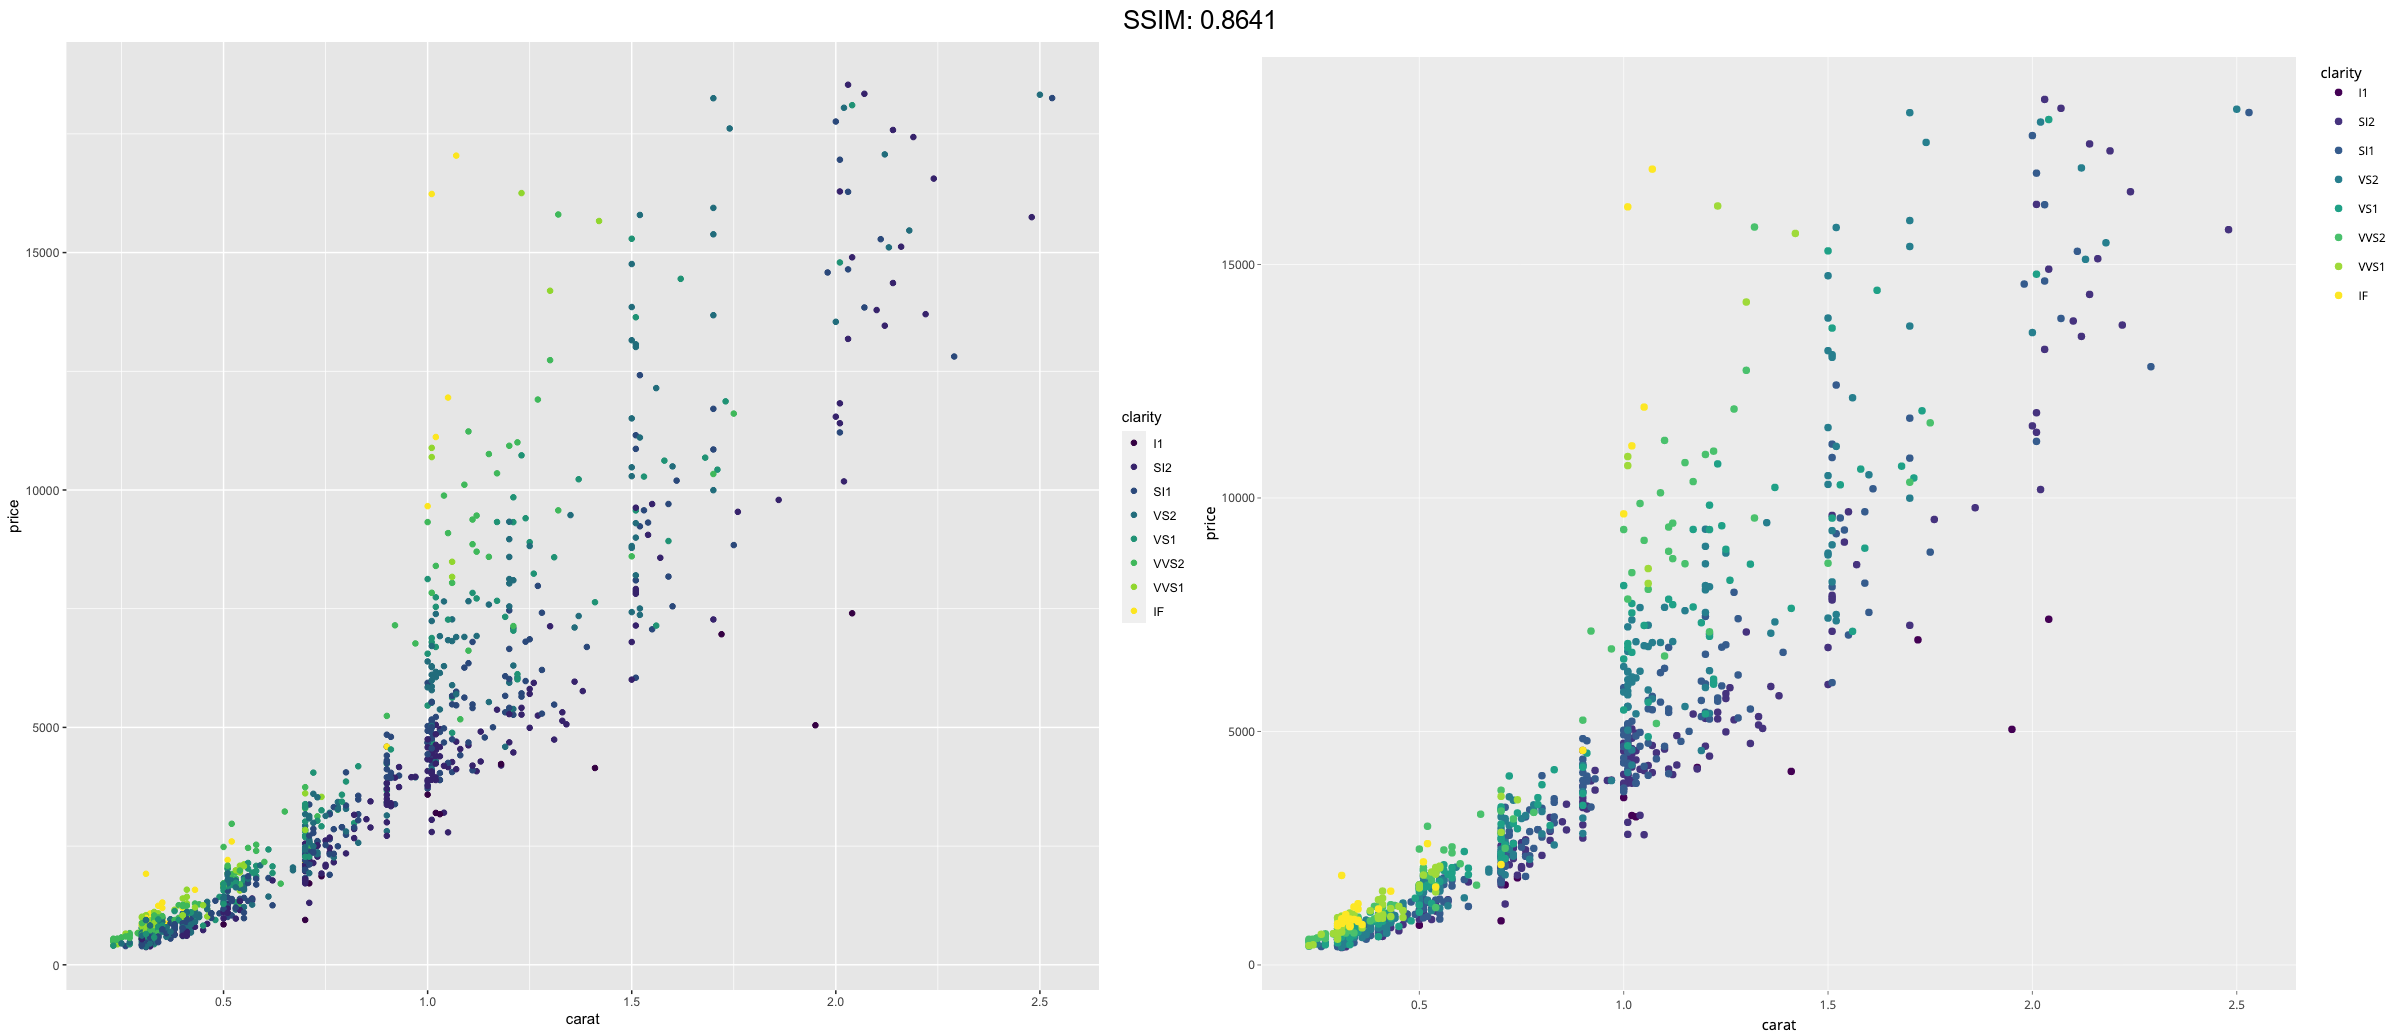 SSIM: 0.8641
price
15000
10000
5000
0
0.5
1.0
1.5
2.0
2.5
carat
clarity
I1
SI2
SI1
VS2
VS1
VVS2
VVS1
IF
price
15000
10000
5000
0
0.5
1.0
1.5
2.0
2.5
carat
clarity
I1
SI2
SI1
VS2
VS1
VVS2
VVS1
IF